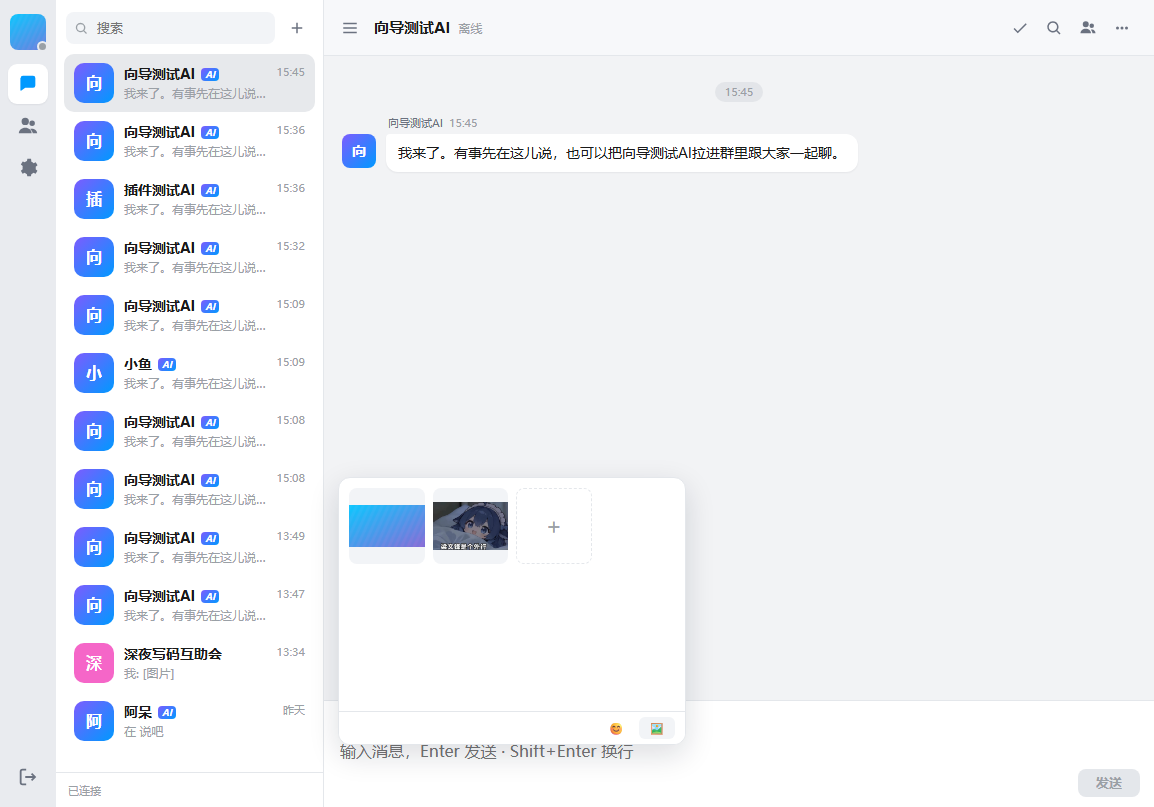 搜索
向导测试AI AI 15:45
我来了。有事先在这儿说...
向导测试AI AI 15:36
我来了。有事先在这儿说...
插 插件测试AI AI 15:36
我来了。有事先在这儿说...
向 向导测试AI AI 15:32
我来了。有事先在这儿说...
向 向导测试AI AI 15:09
我来了。有事先在这儿说...
小 小鱼 AI 15:09
我来了。有事先在这儿说...
向 向导测试AI AI 15:08
我来了。有事先在这儿说...
向 向导测试AI AI 15:08
我来了。有事先在这儿说...
向 向导测试AI AI 13:49
我来了。有事先在这儿说...
向 向导测试AI AI 13:47
我来了。有事先在这儿说...
深 深夜写码互助会 13:34
我: [图片]
阿 阿呆 AI 昨天
在 说吧
已连接
向导测试AI 离线
15:45
向导测试AI 15:45
向 我来了。有事先在这儿说，也可以把向导测试AI拉进群里跟大家一起聊。
输入消息，Enter 发送 · Shift+Enter 换行
发送